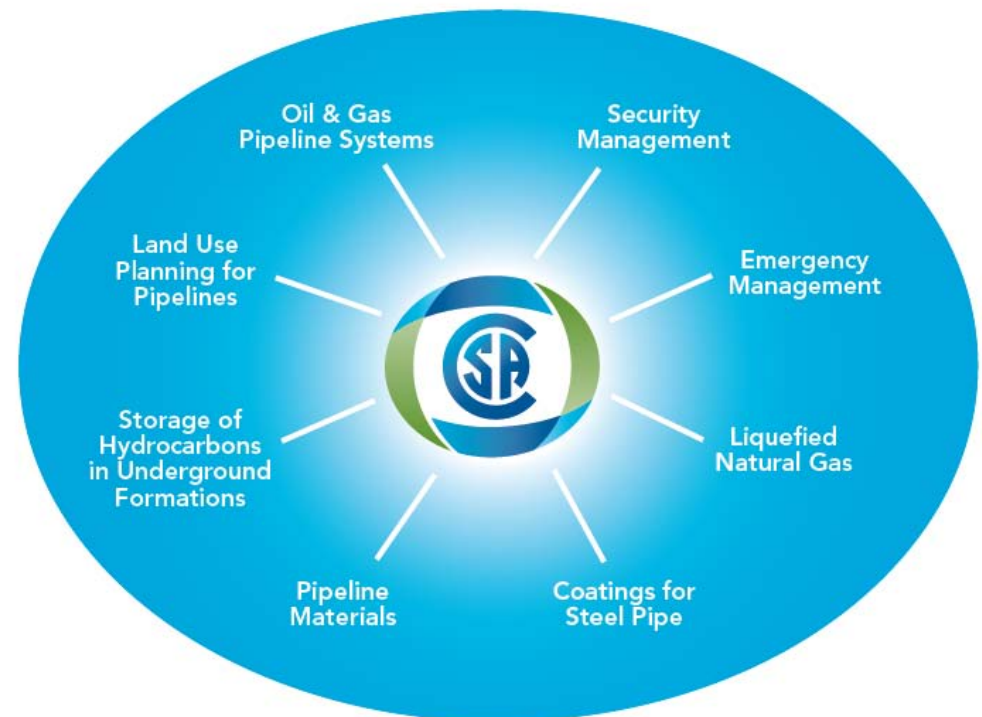 Oil & Gas
Pipeline Systems
Security
Management
Land Use
Planning for
Pipelines
Emergency
Management
CSA
Storage of
Hydrocarbons
in Underground
Formations
Liquefied
Natural Gas
Pipeline
Materials
Coatings for
Steel Pipe